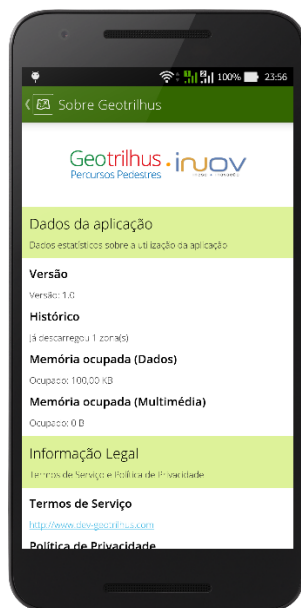 100% 23:56
Sobre Geotrilhus
Geotrilhus
Percursos Pedestres
inov
Dados da aplicação
Dados estatísticos sobre a utilização da aplicação
Versão
Versão: 1.0
Histórico
Já descarregou 1 zona(s)
Memória ocupada (Dados)
Ocupado: 100,00 KB
Memória ocupada (Multimédia)
Ocupado: 0 B
Informação Legal
Termos de Serviço e Política de Privacidade
Termos de Serviço
http://www.dev-geotrilhus.com
Política de Privacidade